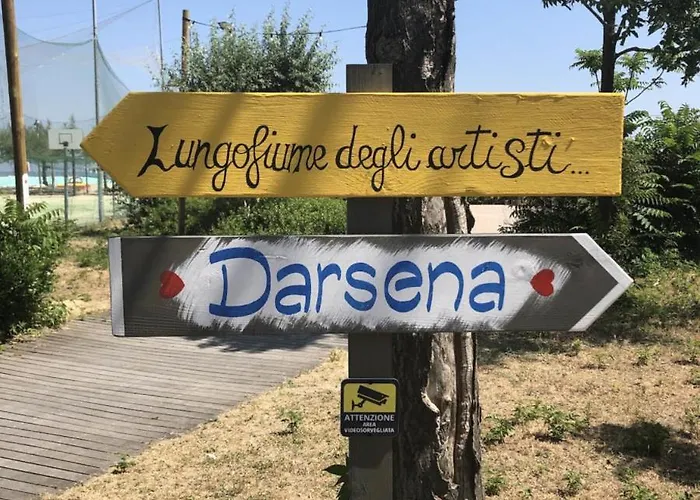 Lungofiume degli artisti...
Darsena
ATTENZIONE
AREA
VIDEOSORVEGLIATA